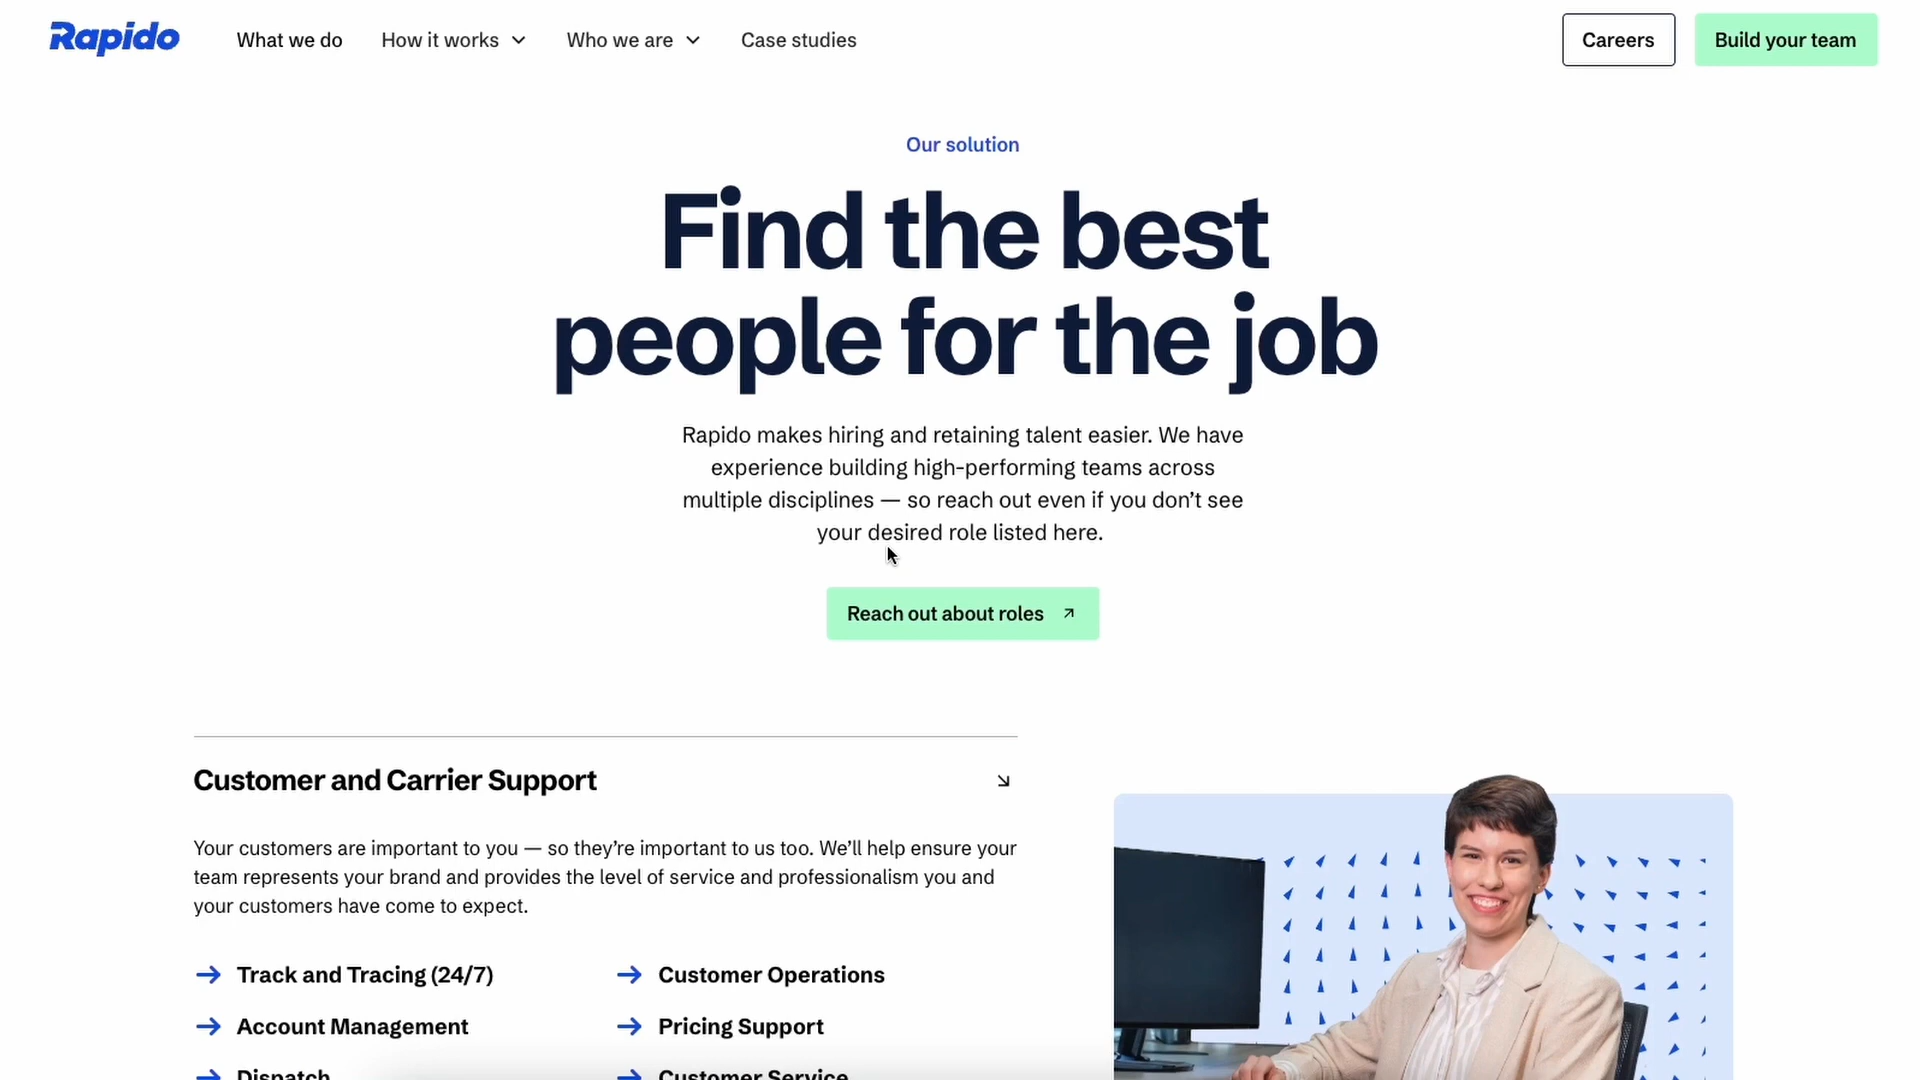 Rapido
What we do
How it works
Who we are
Case studies
Careers
Build your team
Our solution
Find the best
people for the job
Rapido makes hiring and retaining talent easier. We have
experience building high-performing teams across
multiple disciplines — so reach out even if you don’t see
your desired role listed here.
Reach out about roles
Customer and Carrier Support
Your customers are important to you — so they’re important to us too. We’ll help ensure your
team represents your brand and provides the level of service and professionalism you and
your customers have come to expect.
Track and Tracing (24/7)
Customer Operations
Account Management
Pricing Support
Dispatch
Customer Service